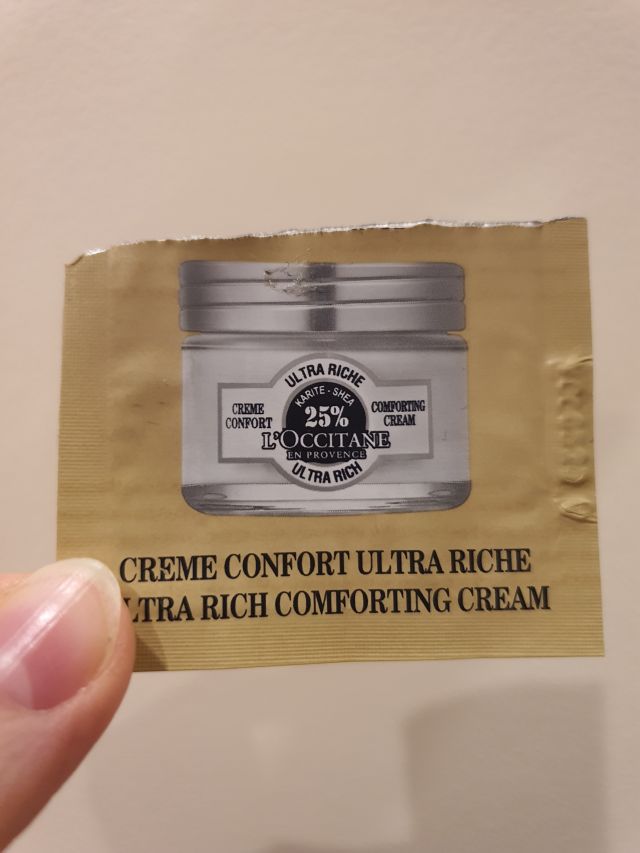 ULTRA RICHE
KARITE - SHEA
25%
CREME
CONFORT
COMFORTING
CREAM
L'OCCITANE
EN PROVENCE
ULTRA RICH
CREME CONFORT ULTRA RICHE
LTRA RICH COMFORTING CREAM